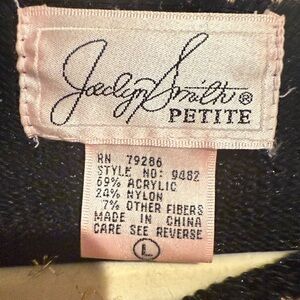 Jaclyn Smith®
PETITE
RN 79286
STYLE NO: 9482
69% ACRYLIC
24% NYLON
7% OTHER FIBERS
MADE IN CHINA
CARE SEE REVERSE
L